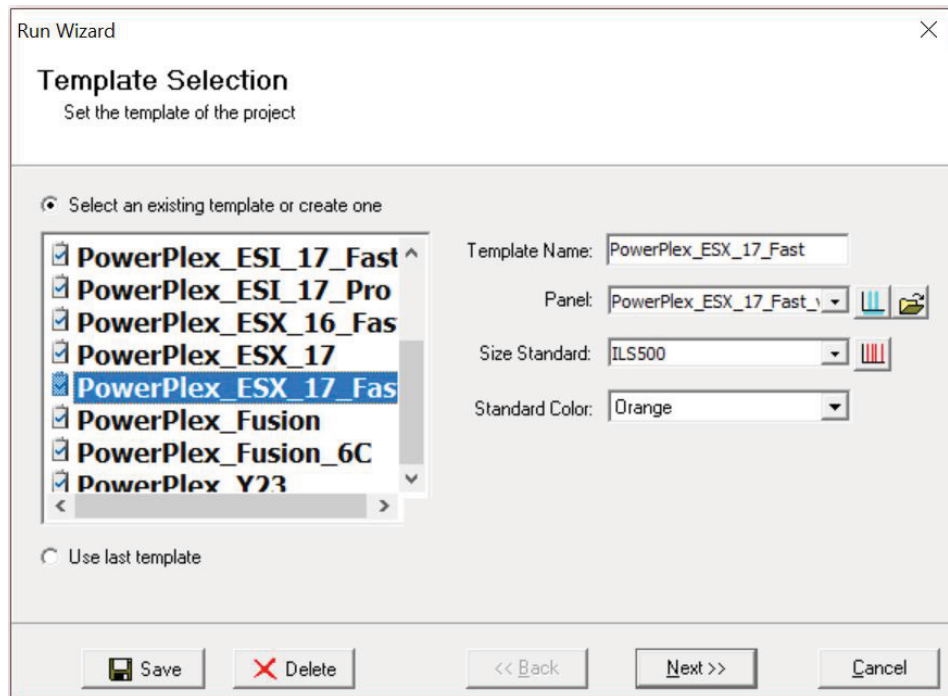 Run Wizard
Template Selection
Set the template of the project
Select an existing template or create one
PowerPlex_ESI_17_Fast
PowerPlex_ESI_17_Pro
PowerPlex_ESX_16_Fas
PowerPlex_ESX_17
PowerPlex_ESX_17_Fas
PowerPlex_Fusion
PowerPlex_Fusion_6C
PowerPlex_Y23
Template Name: PowerPlex_ESX_17_Fast
Panel: PowerPlex_ESX_17_Fast_v
Size Standard: ILS500
Standard Color: Orange
Use last template
Save Delete << Back Next >> Cancel